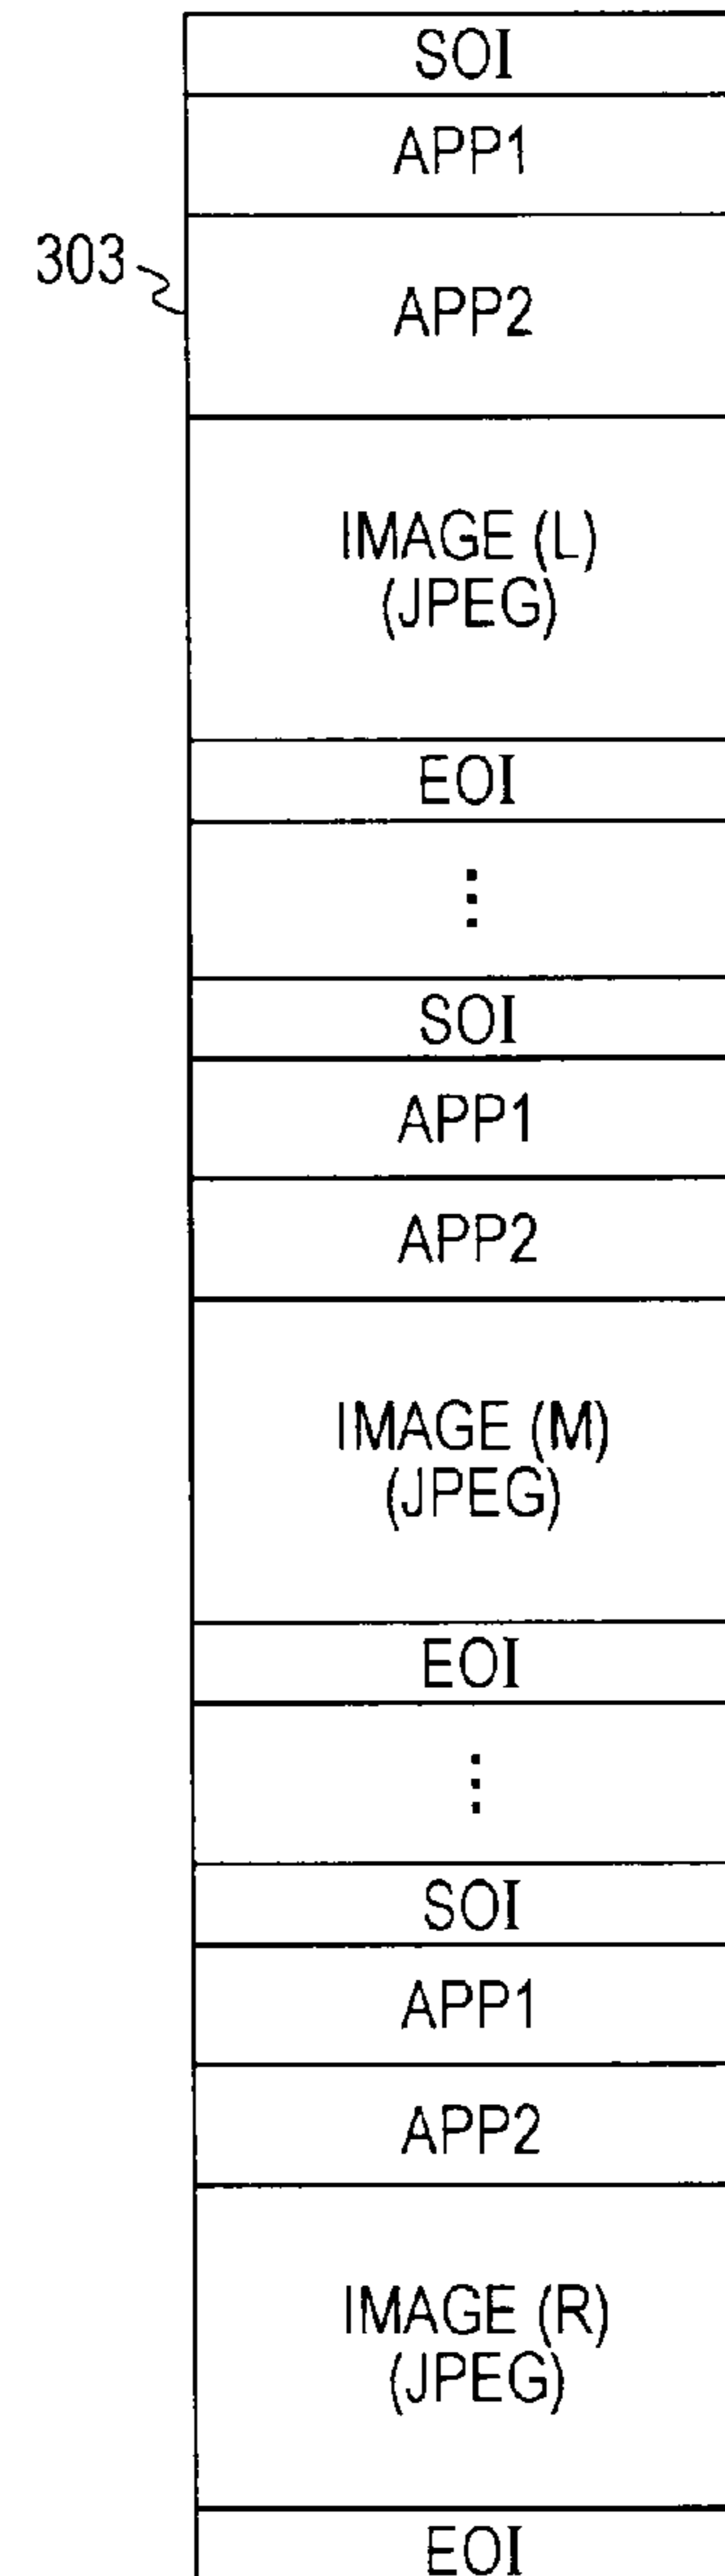 SOI
APP1
303
APP2
IMAGE (L)
(JPEG)
EOI
⋮
SOI
APP1
APP2
IMAGE (M)
(JPEG)
EOI
⋮
SOI
APP1
APP2
IMAGE (R)
(JPEG)
EOI